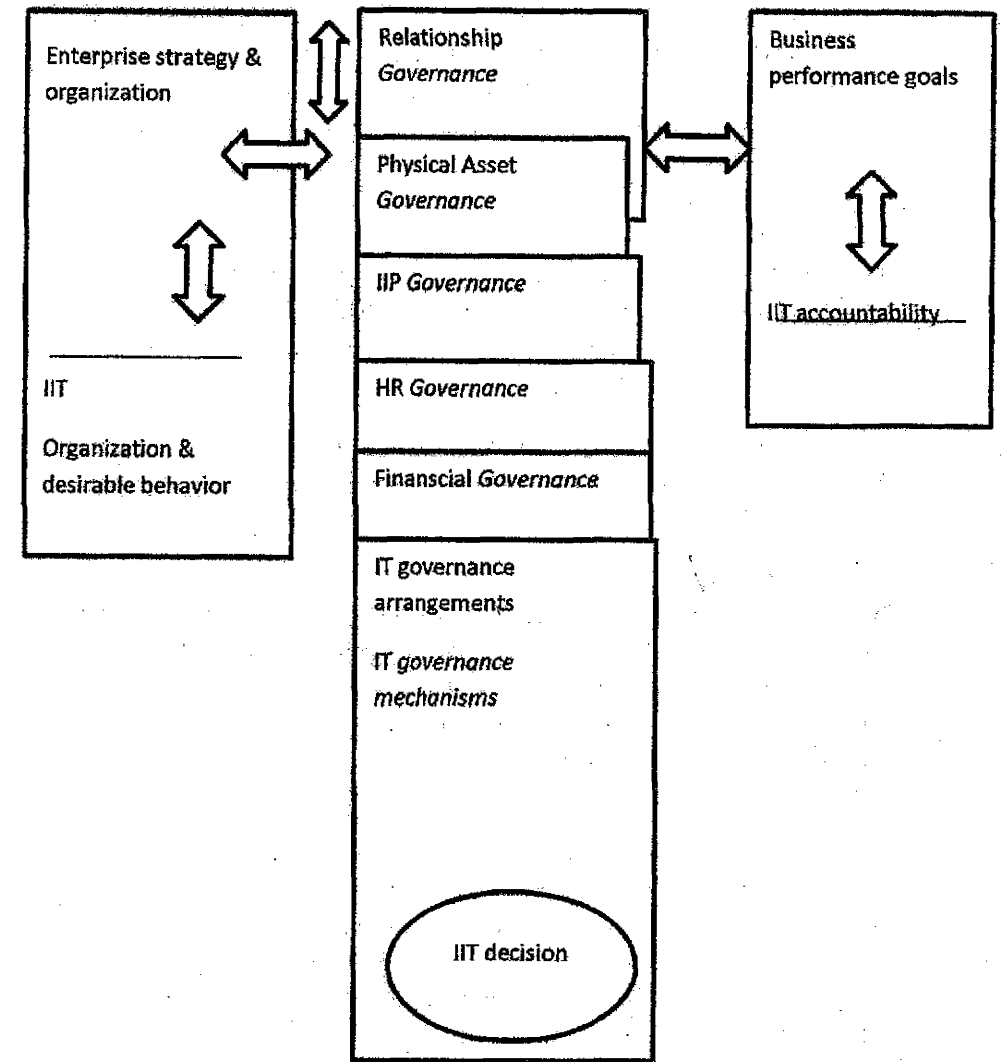 Enterprise strategy &
organization
IIT
Organization &
desirable behavior
Relationship
Governance
Physical Asset
Governance
IIP Governance
HR Governance
Finanscial Governance
IT governance
arrangements
IT governance
mechanisms
IIT decision
Business
performance goals
IIT accountability